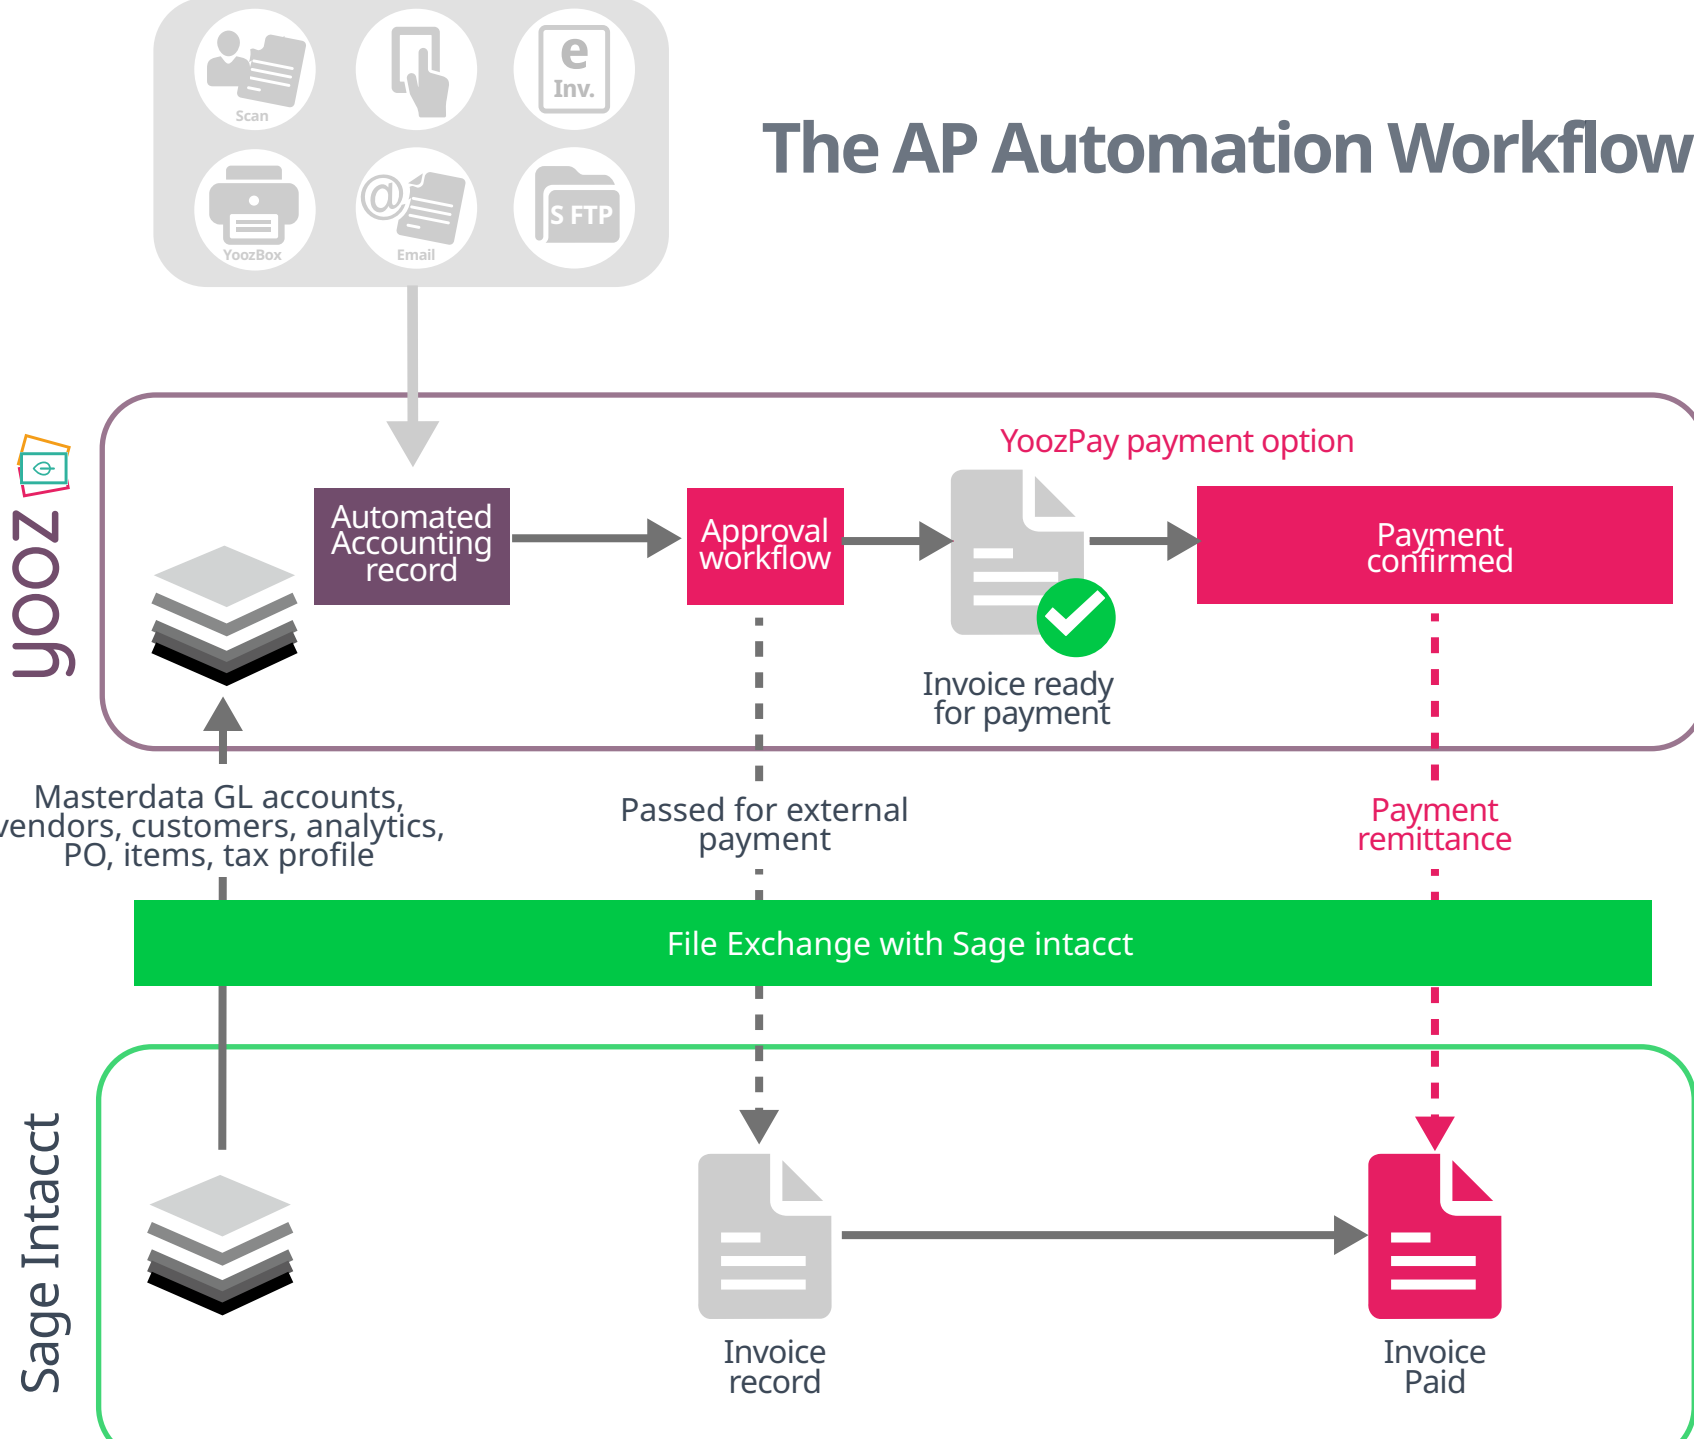 e
Inv.
Scan
The AP Automation Workflow
S FTP
YoozBox
Email
yooz
YoozPay payment option
Automated
Accounting
record
Approval
workflow
Payment
confirmed
Invoice ready
for payment
Masterdata GL accounts,
vendors, customers, analytics,
PO, items, tax profile
Passed for external
payment
Payment
remittance
File Exchange with Sage intacct
Sage Intacct
Invoice
record
Invoice
Paid